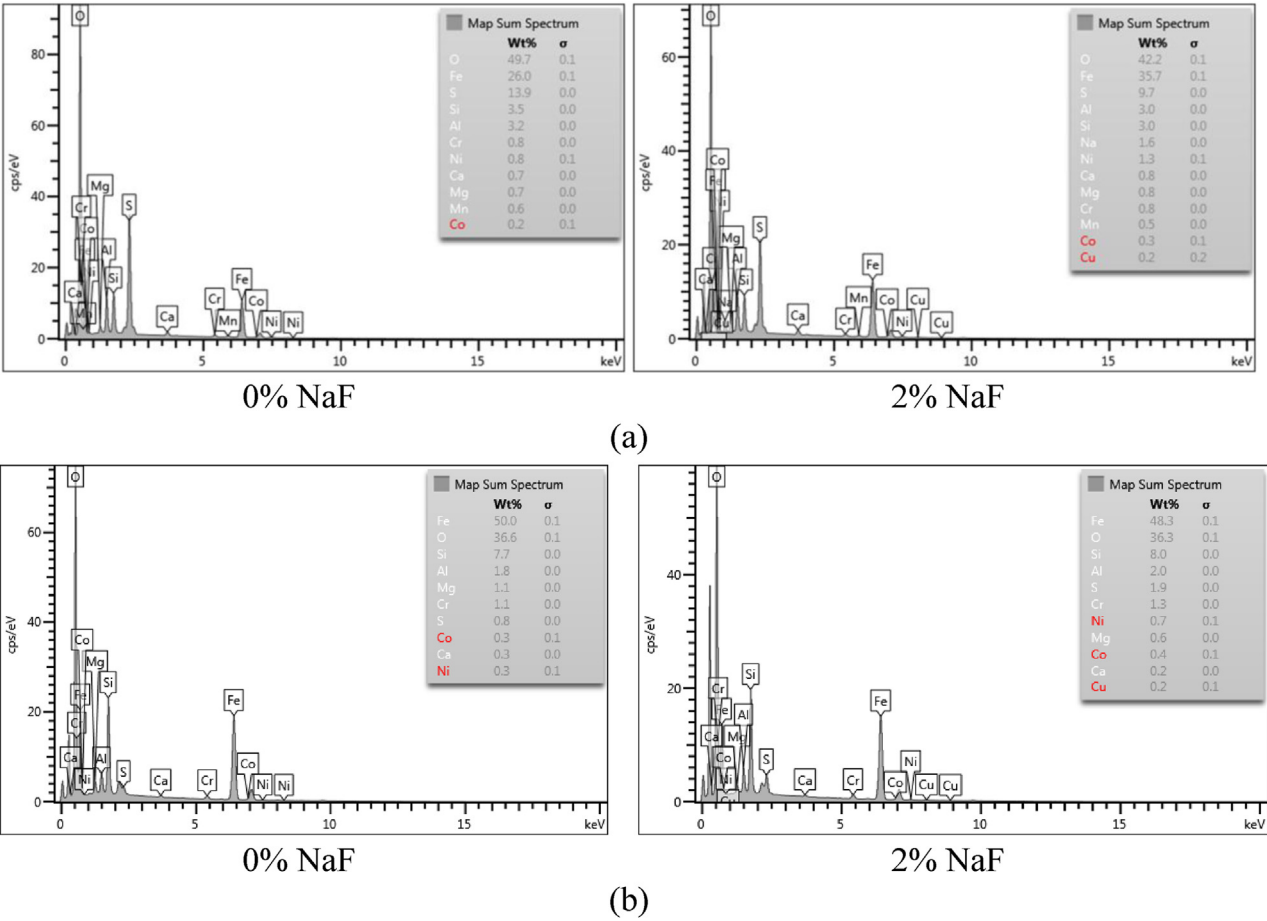 O
Map Sum Spectrum
Wt% σ
O 49.7 0.1
Fe 26.0 0.1
S 13.9 0.0
Si 3.5 0.0
Al 3.2 0.0
Cr 0.8 0.0
Ni 0.8 0.1
Ca 0.7 0.0
Mg 0.7 0.0
Mn 0.6 0.0
Co 0.2 0.1
cps/eV
80
60
40
20
0
Mg
Cr
S
Co
Fe
Al
Ni
Si
Ca
Mn
Ca
Cr
Mn
Fe
Co
Ni
Ni
0 5 10 15 keV
0% NaF
O
Map Sum Spectrum
Wt% σ
O 42.2 0.1
Fe 35.7 0.1
S 9.7 0.0
Al 3.0 0.0
Si 3.0 0.0
Na 1.6 0.0
Ni 1.3 0.1
Ca 0.8 0.0
Mg 0.8 0.0
Cr 0.8 0.0
Mn 0.5 0.0
Co 0.3 0.1
Cu 0.2 0.2
cps/eV
60
40
20
0
Co
Fe
Ni
Mg
S
Al
Ca
Si
Na
Cu
Ca
Cr
Mn
Fe
Co
Ni
Cu
Cu
0 5 10 15 keV
2% NaF
(a)
O
Map Sum Spectrum
Wt% σ
Fe 50.0 0.1
O 36.6 0.1
Si 7.7 0.0
Al 1.8 0.0
Mg 1.1 0.0
Cr 1.1 0.0
S 0.8 0.0
Co 0.3 0.1
Ca 0.3 0.0
Ni 0.3 0.1
cps/eV
60
40
20
0
Co
Mg
Fe
Si
Cr
Ca
Al
Ni
S
Ca
Cr
Fe
Co
Ni
Ni
0 5 10 15 keV
0% NaF
O
Map Sum Spectrum
Wt% σ
Fe 48.3 0.1
O 36.3 0.1
Si 8.0 0.0
Al 2.0 0.0
S 1.9 0.0
Cr 1.3 0.0
Ni 0.7 0.1
Mg 0.6 0.0
Co 0.4 0.1
Ca 0.2 0.0
Cu 0.2 0.1
cps/eV
40
20
0
Si
Cr
Fe
Al
Ca
Mg
Co
Ni
S
Ca
Cr
Fe
Co
Ni
Cu
Cu
0 5 10 15 keV
2% NaF
(b)